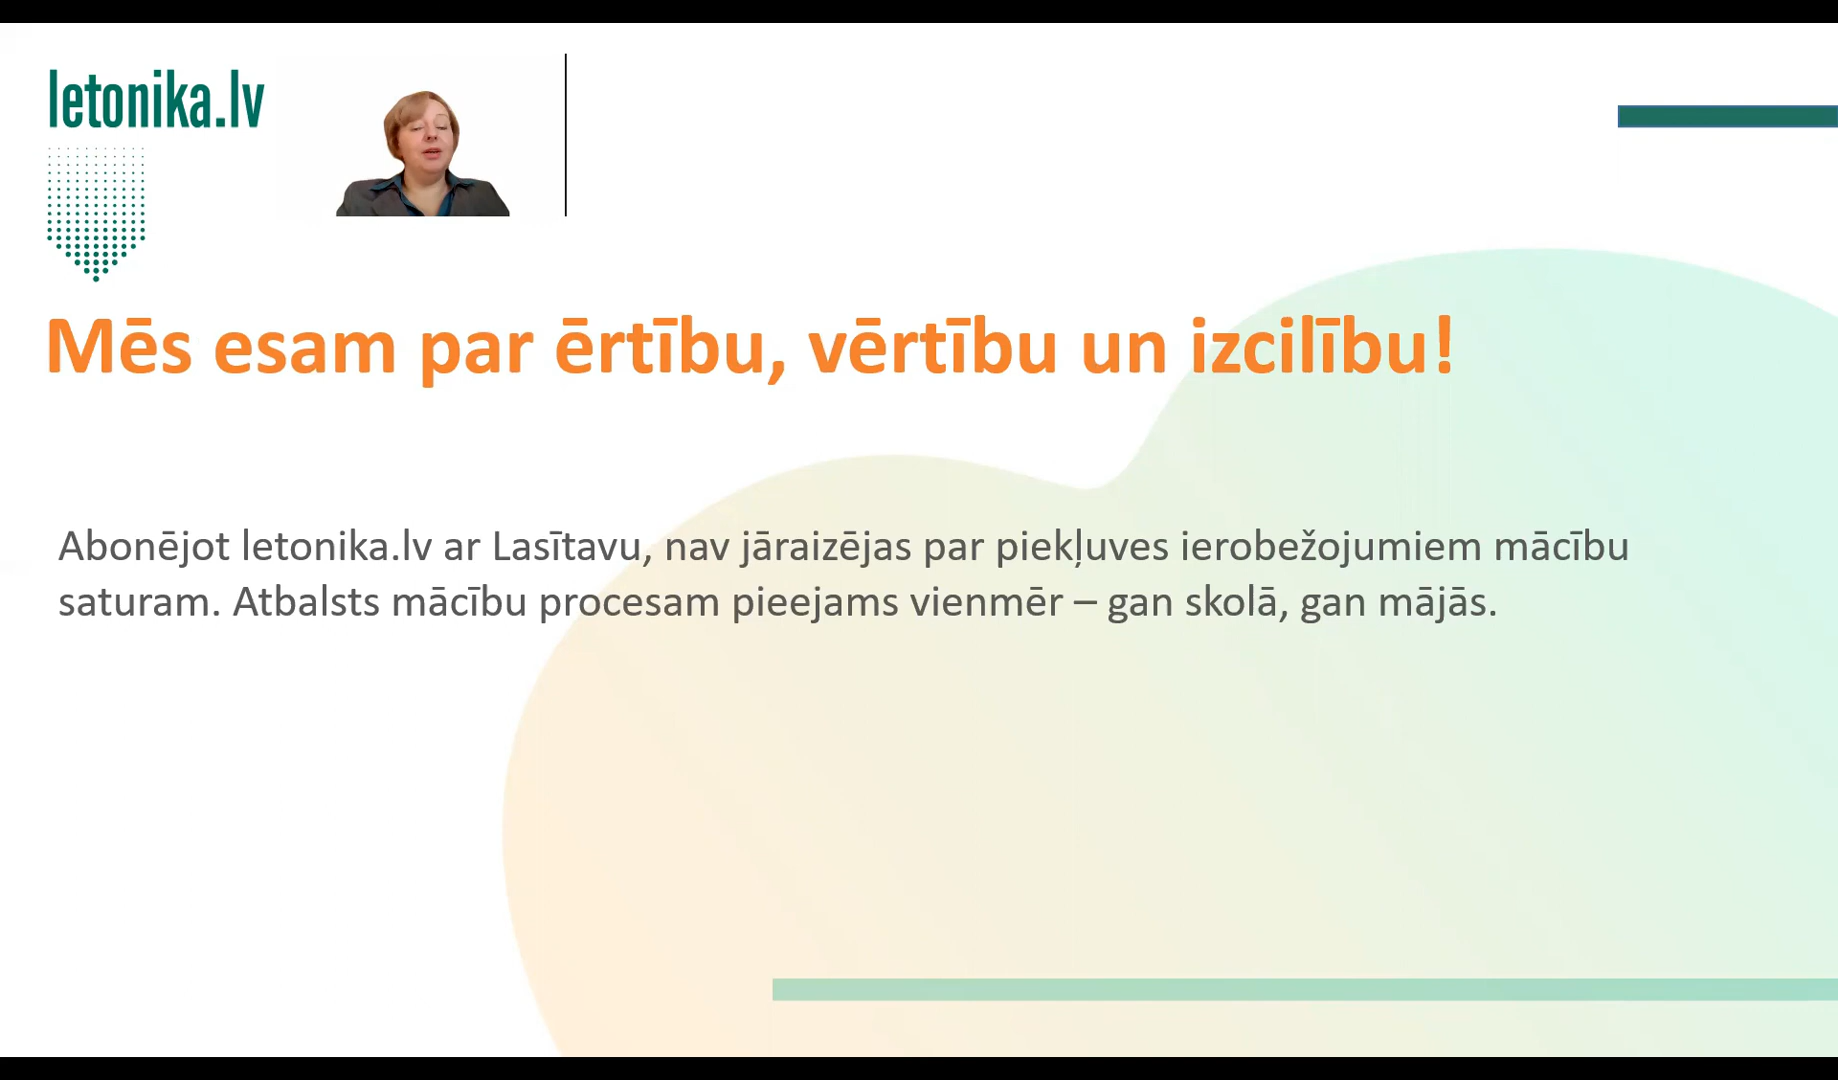 letonika.lv
Mēs esam par ērtību, vērtību un izcilību!
Abonējot letonika.lv ar Lasītavu, nav jāraizējas par piekļuves ierobežojumiem mācību
saturam. Atbalsts mācību procesam pieejams vienmēr – gan skolā, gan mājās.